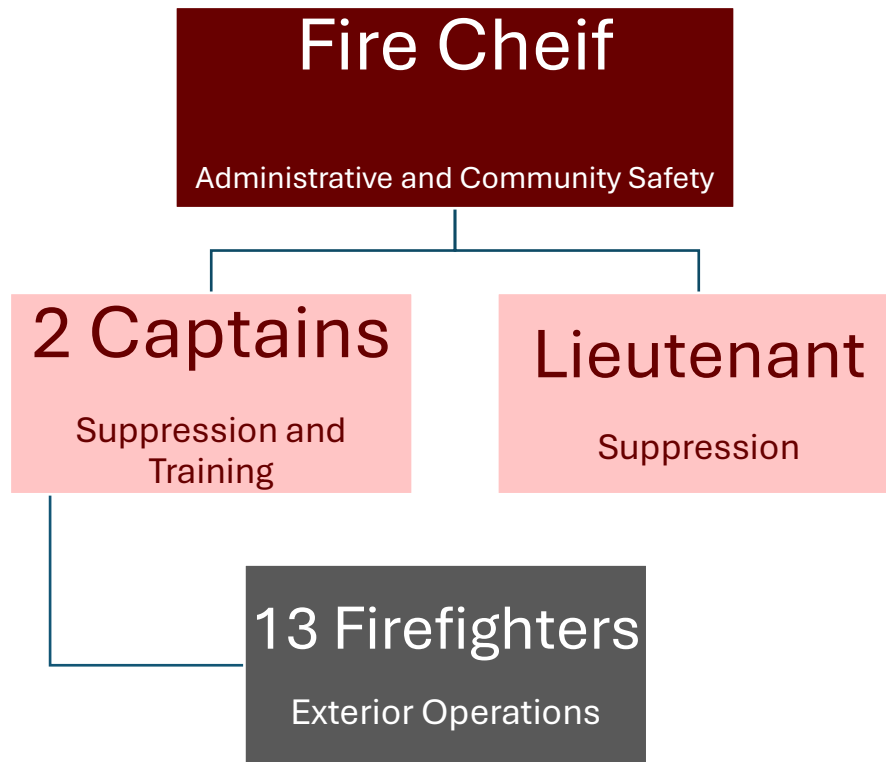 Fire Cheif
Administrative and Community Safety
2 Captains
Suppression and
Training
Lieutenant
Suppression
13 Firefighters
Exterior Operations